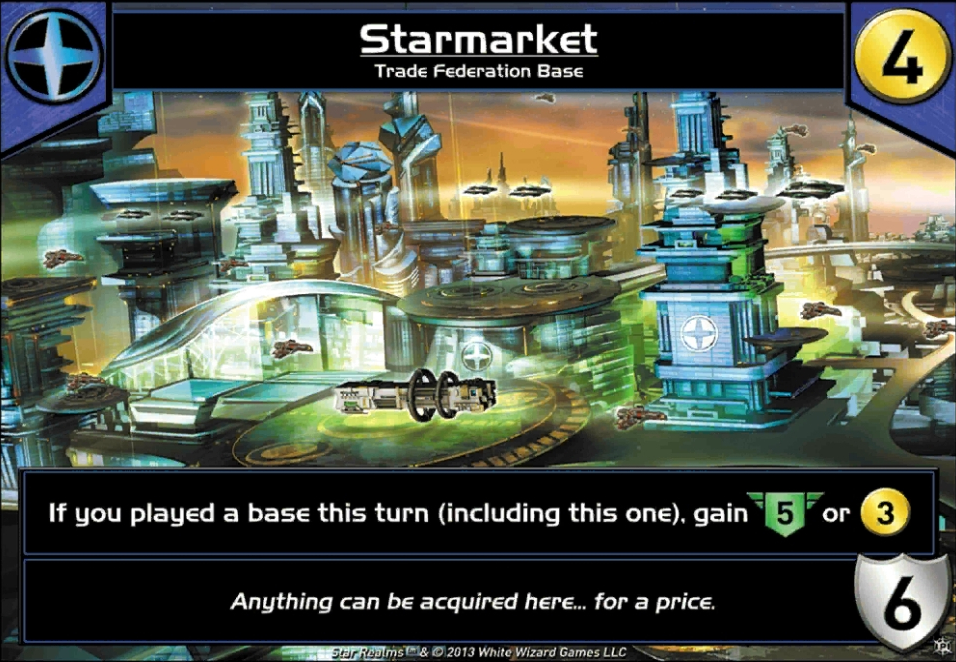 Starmarket
4
Trade Federation Base
If you played a base this turn (including this one), gain 5 or 3
Anything can be acquired here... for a price.
6
Star Realms™ & © 2013 White Wizard Games LLC